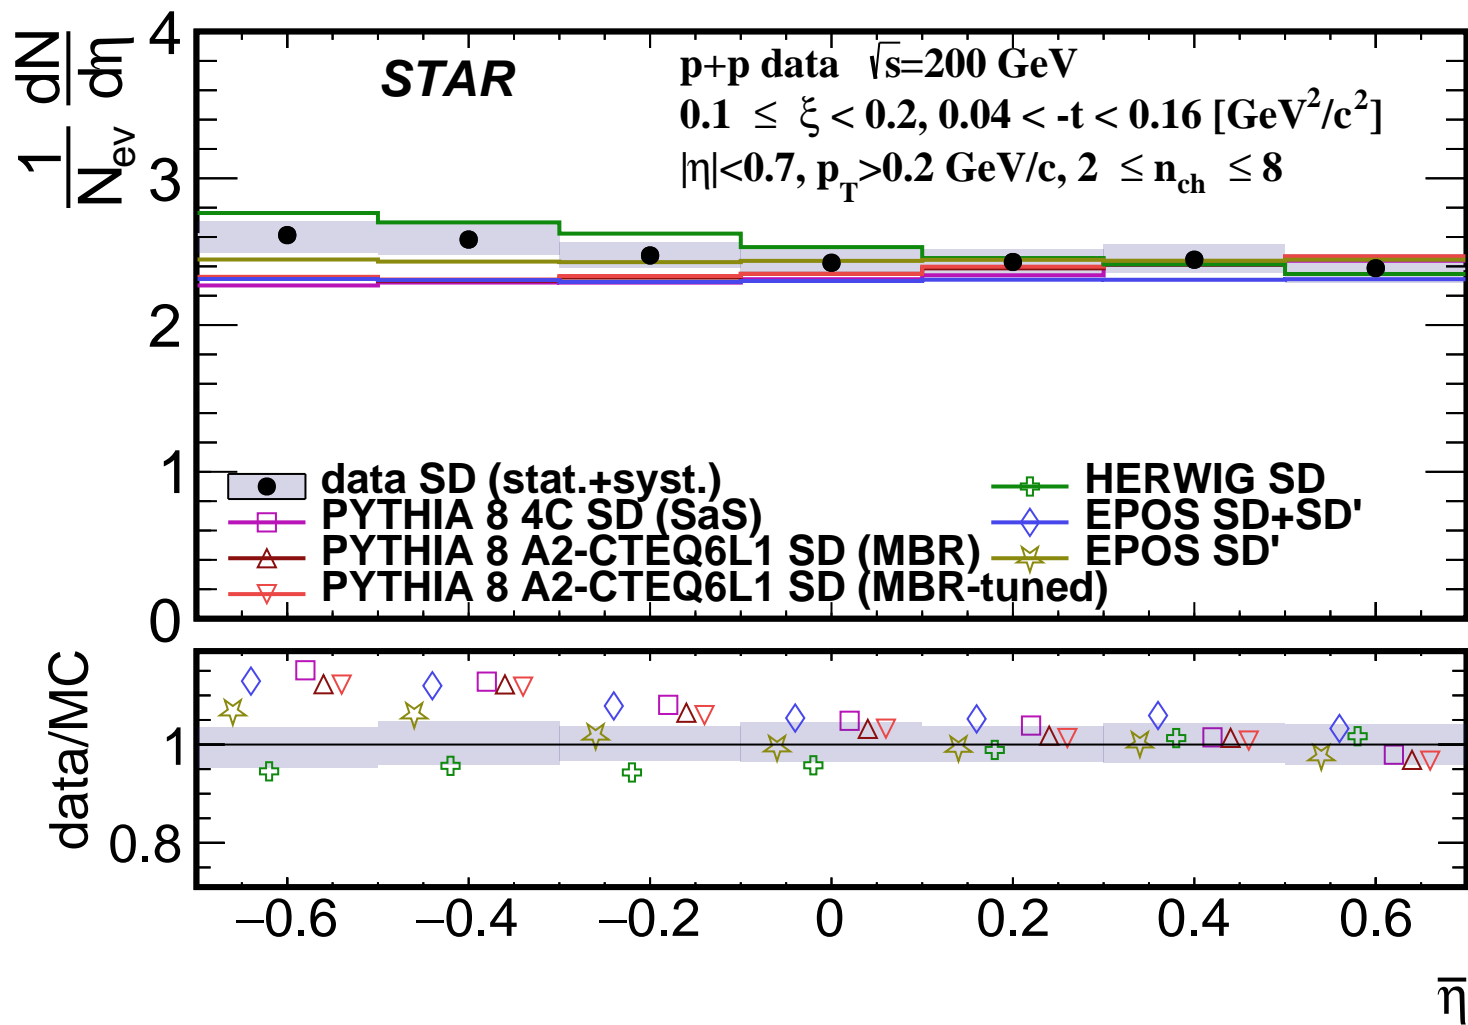 1/N_ev dN/dη
4
3
2
1
0
STAR
p+p data √s=200 GeV
0.1 ≤ ξ < 0.2, 0.04 < -t < 0.16 [GeV²/c²]
|η|<0.7, p_T>0.2 GeV/c, 2 ≤ n_ch ≤ 8
data SD (stat.+syst.)
PYTHIA 8 4C SD (SaS)
PYTHIA 8 A2-CTEQ6L1 SD (MBR)
PYTHIA 8 A2-CTEQ6L1 SD (MBR-tuned)
HERWIG SD
EPOS SD+SD'
EPOS SD'
data/MC
1
0.8
−0.6 −0.4 −0.2 0 0.2 0.4 0.6
η̅